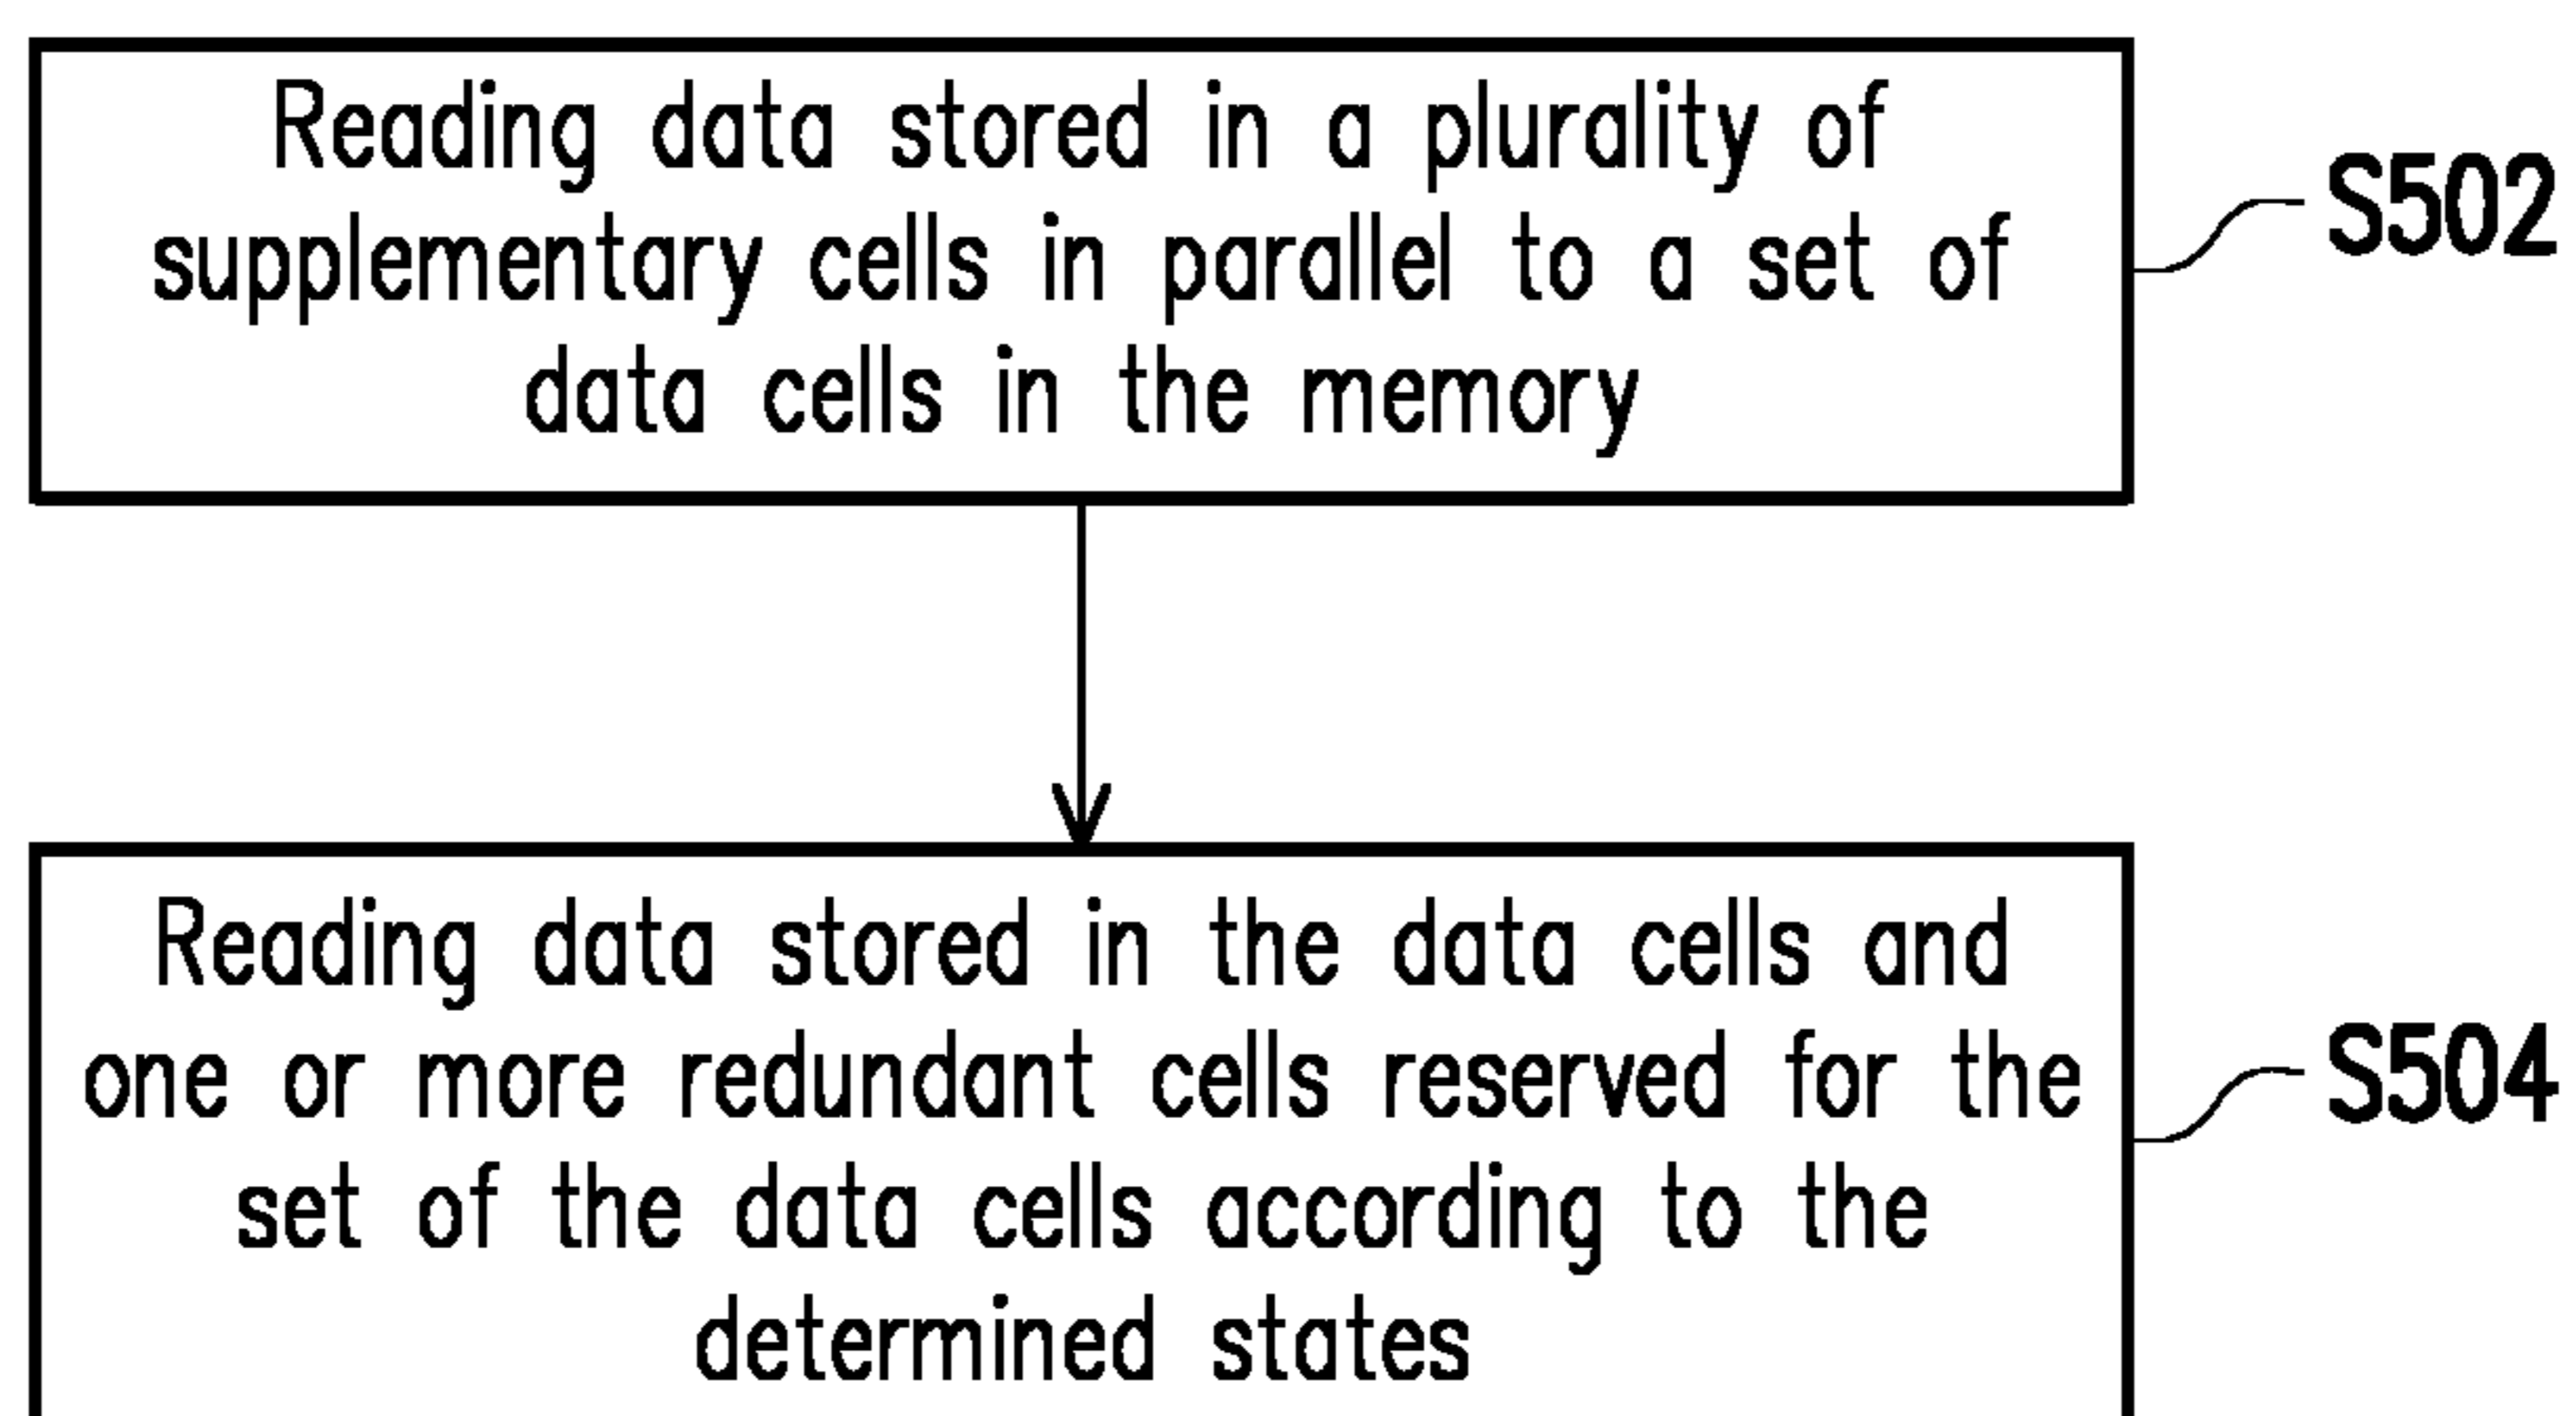 Reading data stored in a plurality of
supplementary cells in parallel to a set of
data cells in the memory
S502
Reading data stored in the data cells and
one or more redundant cells reserved for the
set of the data cells according to the
determined states
S504